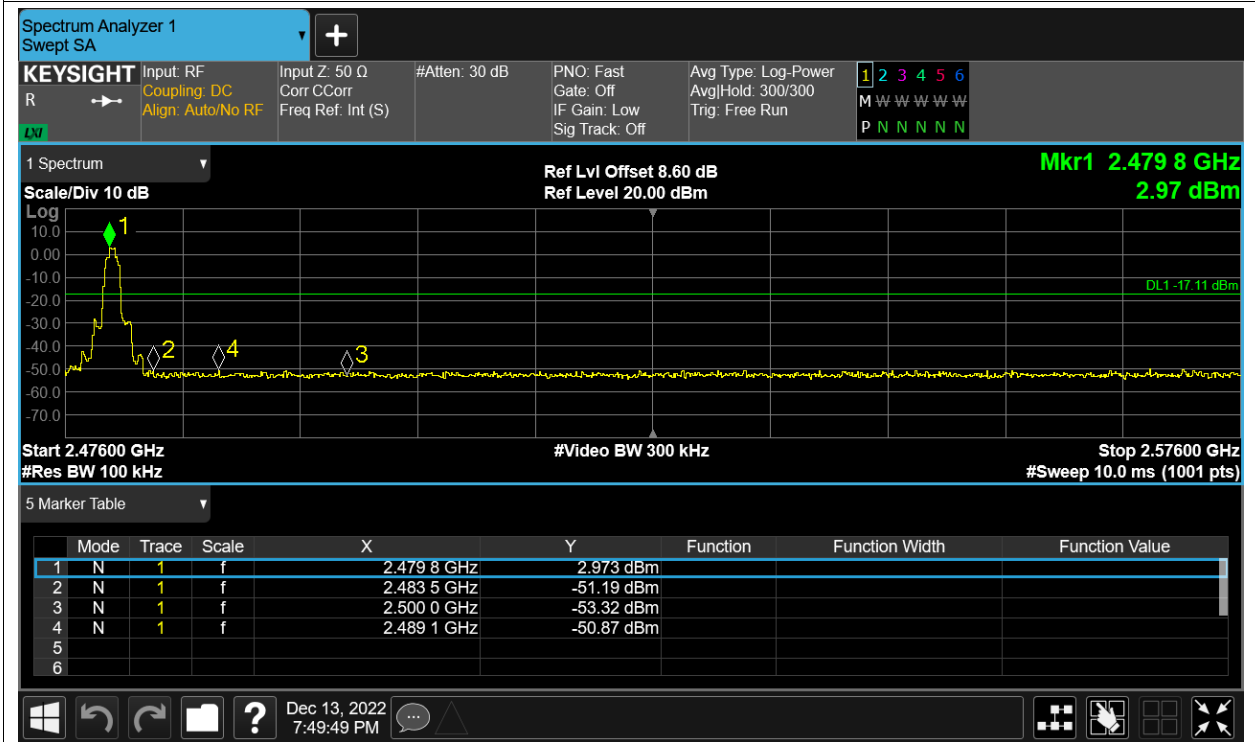 Spectrum Analyzer 1
Swept SA
KEYSIGHT Input: RF Input Z: 50 Ω #Atten: 30 dB PNO: Fast Avg Type: Log-Power 1 2 3 4 5 6
R Coupling: DC Corr CCorr Gate: Off Avg|Hold: 300/300 M W W W W W
Align: Auto/No RF Freq Ref: Int (S) IF Gain: Low Trig: Free Run
LXI Sig Track: Off P N N N N N
1 Spectrum Ref Lvl Offset 8.60 dB Mkr1 2.479 8 GHz
Scale/Div 10 dB Ref Level 20.00 dBm 2.97 dBm
Log
10.0 1
0.00
-10.0
DL1 -17.11 dBm
-20.0
-30.0
-40.0 2 4 3
-50.0
-60.0
-70.0
Start 2.47600 GHz #Video BW 300 kHz Stop 2.57600 GHz
#Res BW 100 kHz #Sweep 10.0 ms (1001 pts)
5 Marker Table
Mode Trace Scale X Y Function Function Width Function Value
1 N 1 f 2.479 8 GHz 2.973 dBm
2 N 1 f 2.483 5 GHz -51.19 dBm
3 N 1 f 2.500 0 GHz -53.32 dBm
4 N 1 f 2.489 1 GHz -50.87 dBm
5
6
? Dec 13, 2022
7:49:49 PM